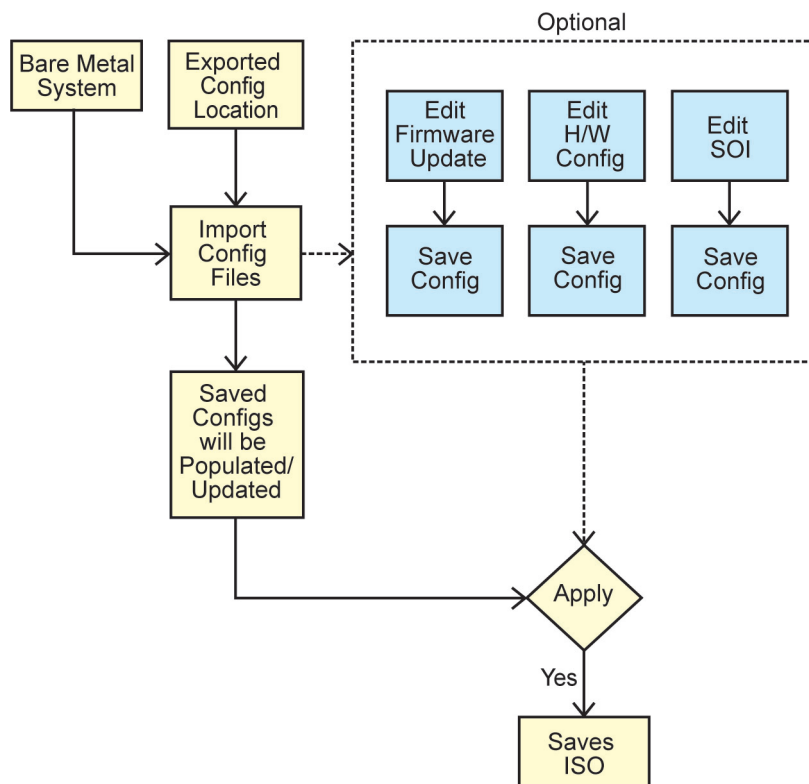 Optional
Bare Metal
System
Exported
Config
Location
Edit
Firmware
Update
Edit
H/W
Config
Edit
SOI
Import
Config
Files
Save
Config
Save
Config
Save
Config
Saved
Configs
will be
Populated/
Updated
Apply
Yes
Saves
ISO